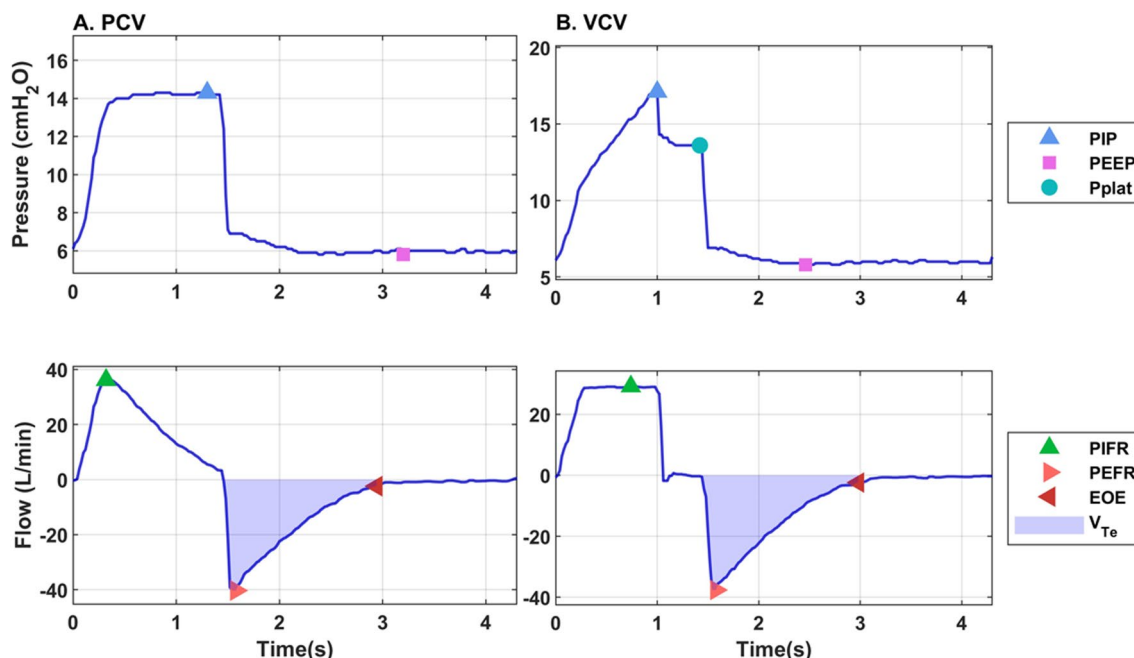 A. PCV
B. VCV
Pressure (cmH2O)
16
14
12
10
8
6
0 1 2 3 4
20
15
10
5
0 1 2 3 4
PIP
PEEP
Pplat
Flow (L/min)
40
20
0
-20
-40
0 1 2 3 4
Time(s)
20
0
-20
-40
0 1 2 3 4
Time(s)
PIFR
PEFR
EOE
VTe